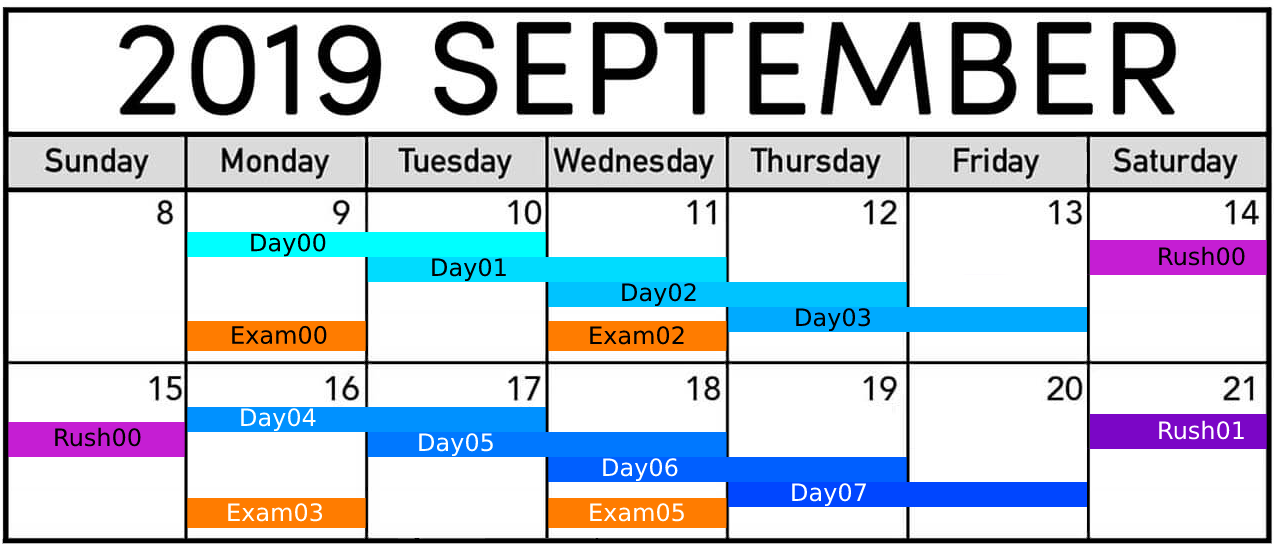 2019 SEPTEMBER
Sunday Monday Tuesday Wednesday Thursday Friday Saturday
8 9 10 11 12 13 14
Day00
Rush00
Day01
Day02
Day03
Exam00 Exam02
15 16 17 18 19 20 21
Day04
Rush00 Rush01
Day05
Day06
Day07
Exam03 Exam05